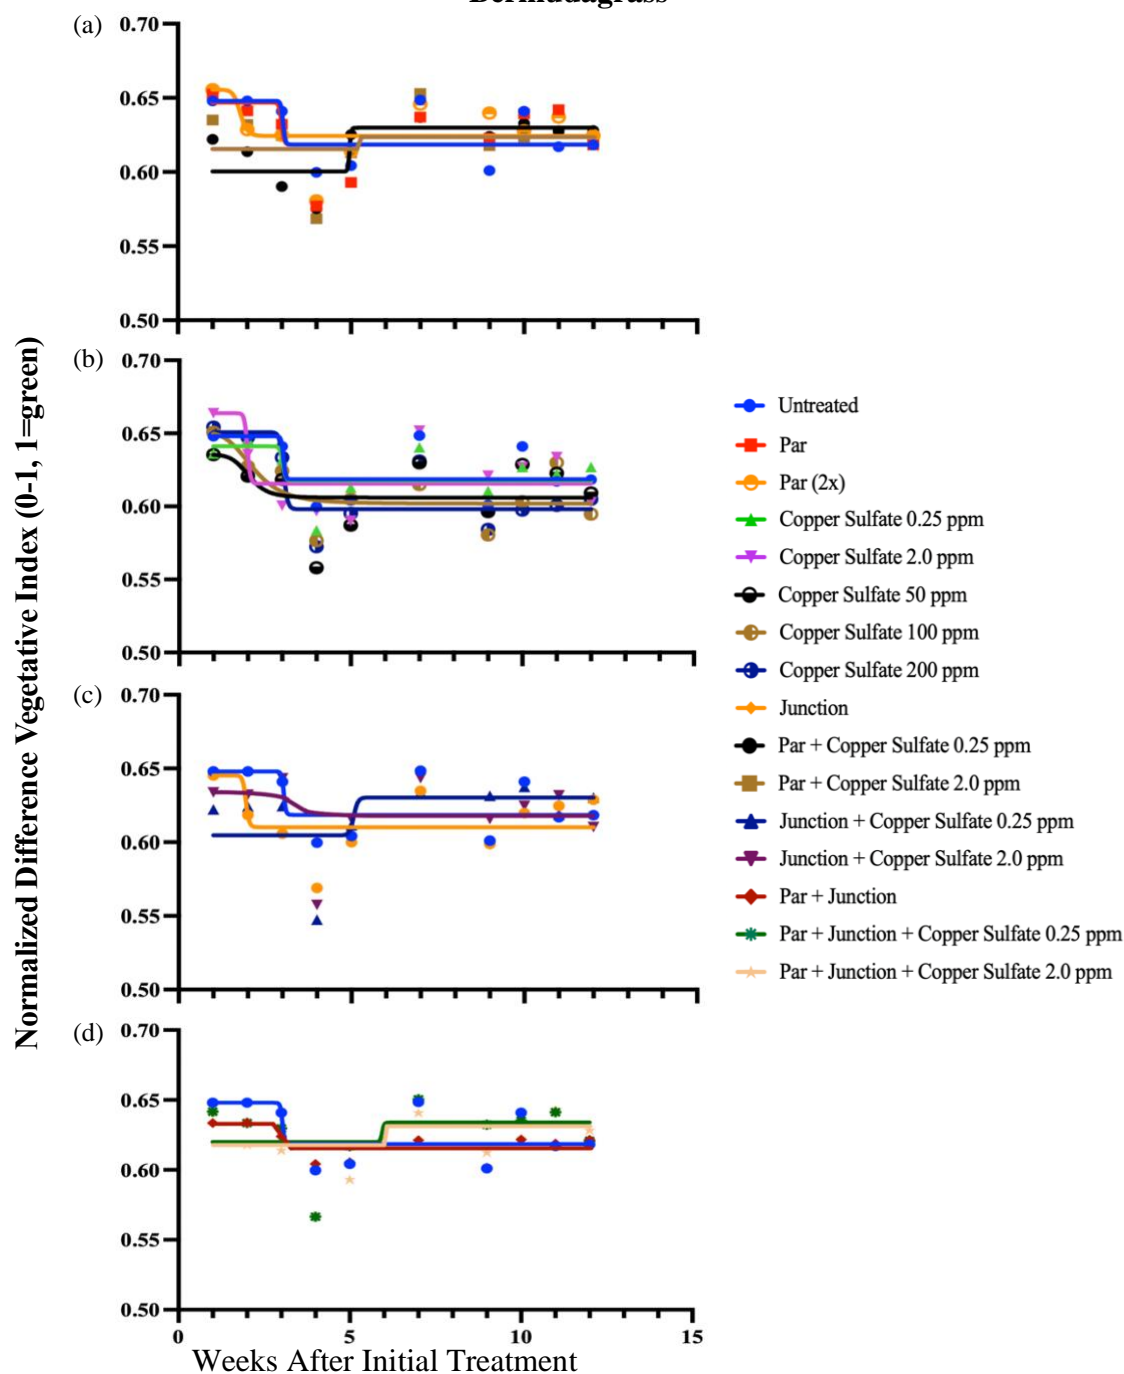 Bermudagrass
(a)
0.70
0.65
0.60
0.55
0.50
(b)
0.70
0.65
0.60
0.55
0.50
(c)
0.70
0.65
0.60
0.55
0.50
(d)
0.70
0.65
0.60
0.55
0.50
0 5 10 15
Weeks After Initial Treatment
Normalized Difference Vegetative Index (0-1, 1=green)
Untreated
Par
Par (2x)
Copper Sulfate 0.25 ppm
Copper Sulfate 2.0 ppm
Copper Sulfate 50 ppm
Copper Sulfate 100 ppm
Copper Sulfate 200 ppm
Junction
Par + Copper Sulfate 0.25 ppm
Par + Copper Sulfate 2.0 ppm
Junction + Copper Sulfate 0.25 ppm
Junction + Copper Sulfate 2.0 ppm
Par + Junction
Par + Junction + Copper Sulfate 0.25 ppm
Par + Junction + Copper Sulfate 2.0 ppm